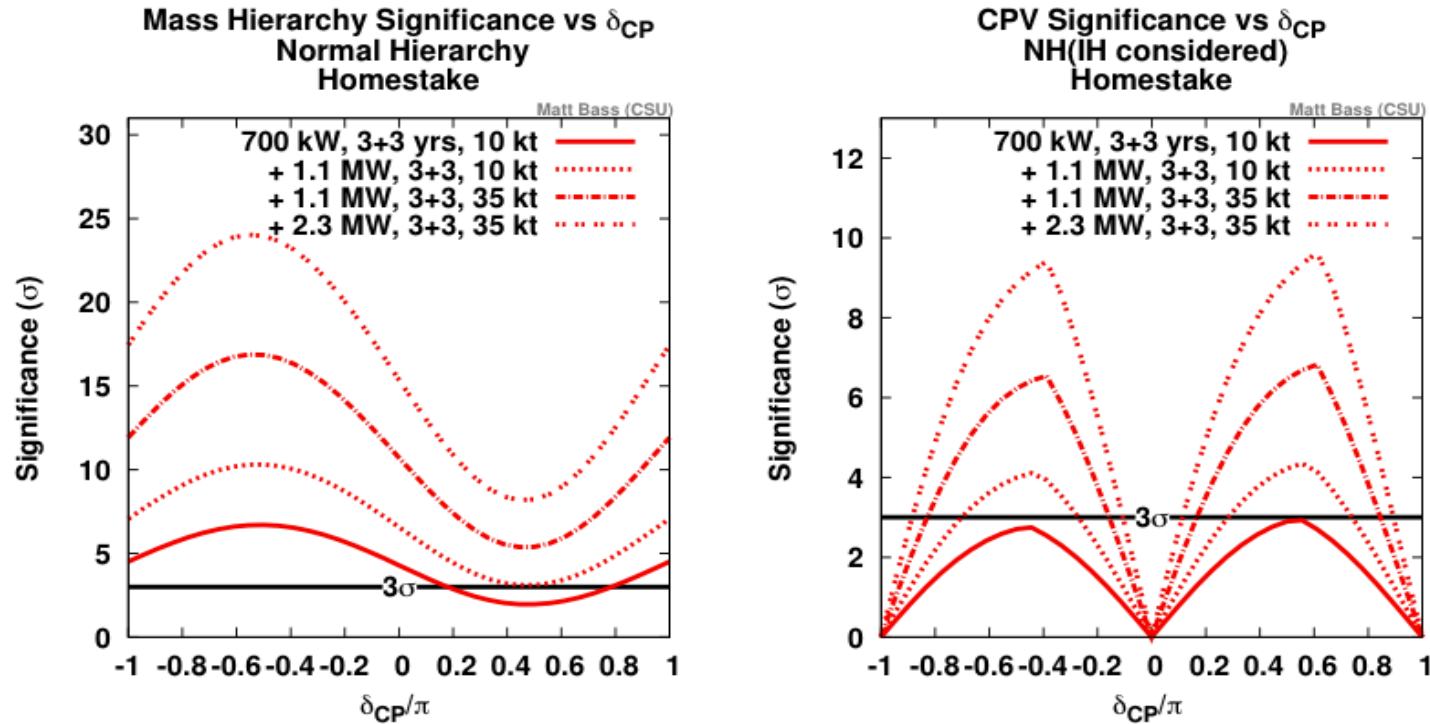 Mass Hierarchy Significance vs δCP
Normal Hierarchy
Homestake
Matt Bass (CSU)
700 kW, 3+3 yrs, 10 kt
+ 1.1 MW, 3+3, 10 kt
+ 1.1 MW, 3+3, 35 kt
+ 2.3 MW, 3+3, 35 kt
Significance (σ)
30
25
20
15
10
5
0
3σ
-1 -0.8 -0.6 -0.4 -0.2 0 0.2 0.4 0.6 0.8 1
δCP/π
CPV Significance vs δCP
NH(IH considered)
Homestake
Matt Bass (CSU)
700 kW, 3+3 yrs, 10 kt
+ 1.1 MW, 3+3, 10 kt
+ 1.1 MW, 3+3, 35 kt
+ 2.3 MW, 3+3, 35 kt
Significance (σ)
12
10
8
6
4
2
0
3σ
-1 -0.8 -0.6 -0.4 -0.2 0 0.2 0.4 0.6 0.8 1
δCP/π